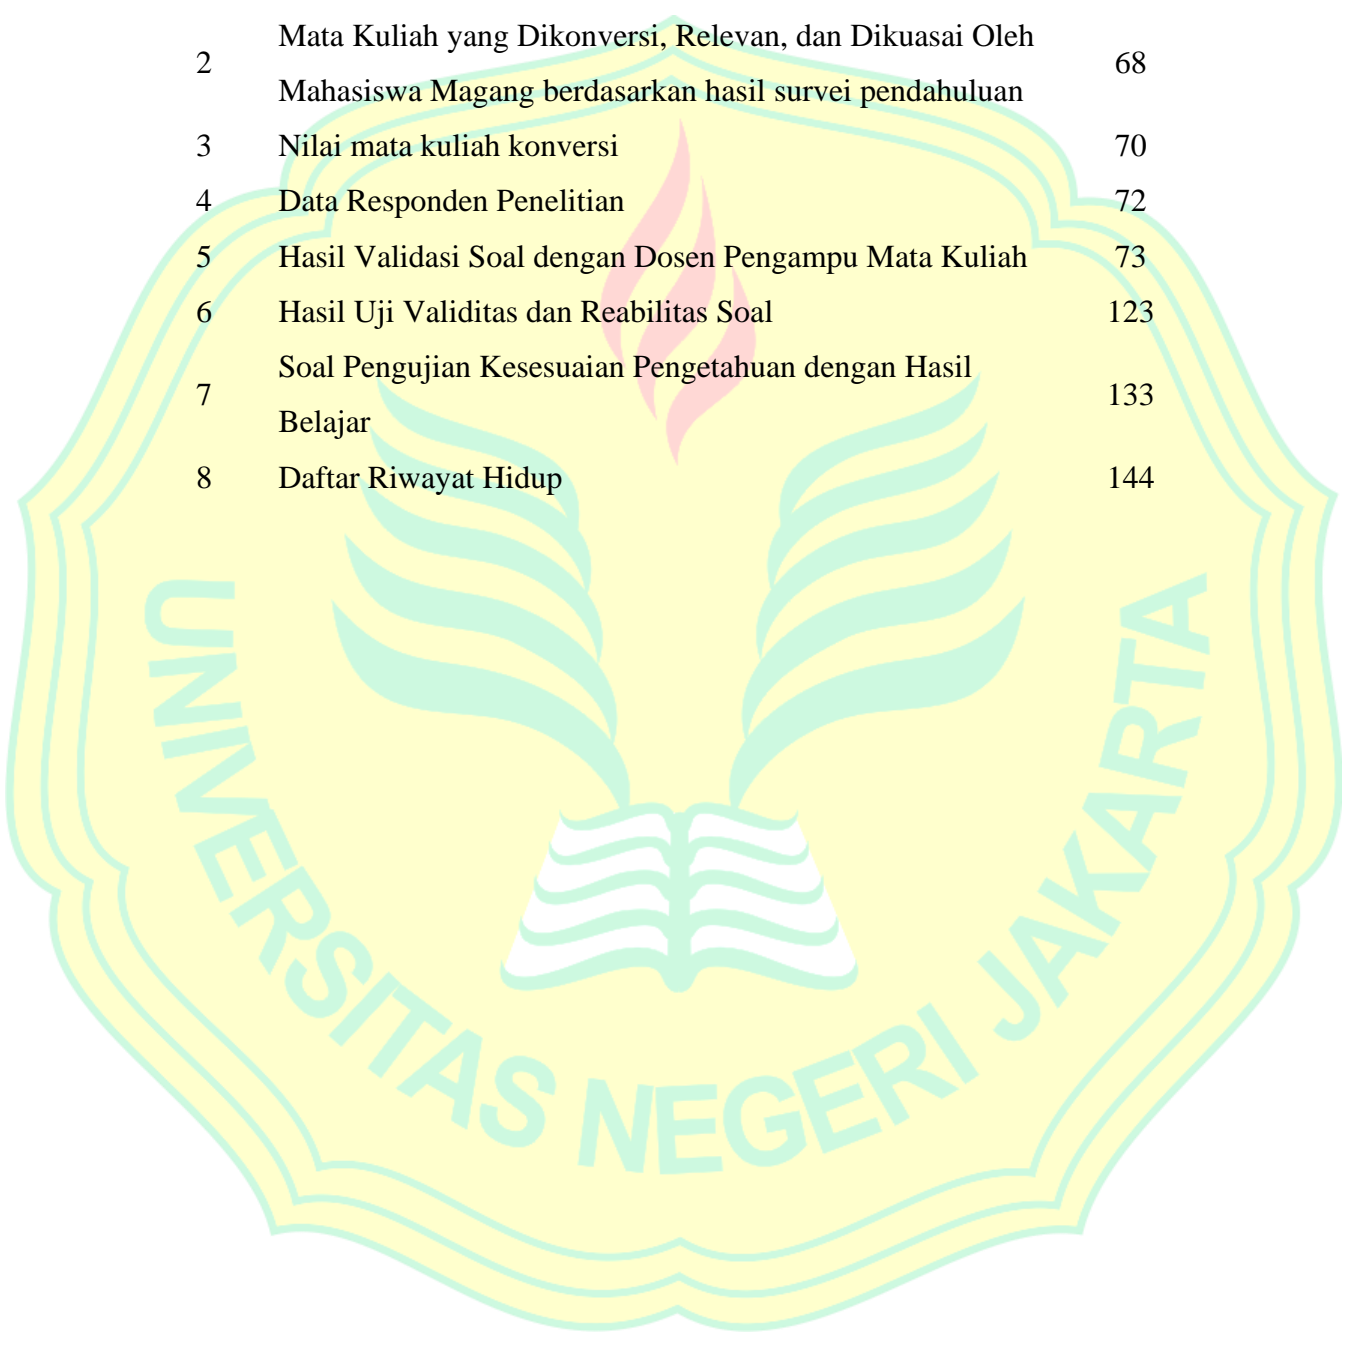 2 Mata Kuliah yang Dikonversi, Relevan, dan Dikuasai Oleh 68
Mahasiswa Magang berdasarkan hasil survei pendahuluan
3 Nilai mata kuliah konversi 70
4 Data Responden Penelitian 72
5 Hasil Validasi Soal dengan Dosen Pengampu Mata Kuliah 73
6 Hasil Uji Validitas dan Reabilitas Soal 123
7 Soal Pengujian Kesesuaian Pengetahuan dengan Hasil 133
Belajar
8 Daftar Riwayat Hidup 144
UNIVERSITAS NEGERI JAKARTA